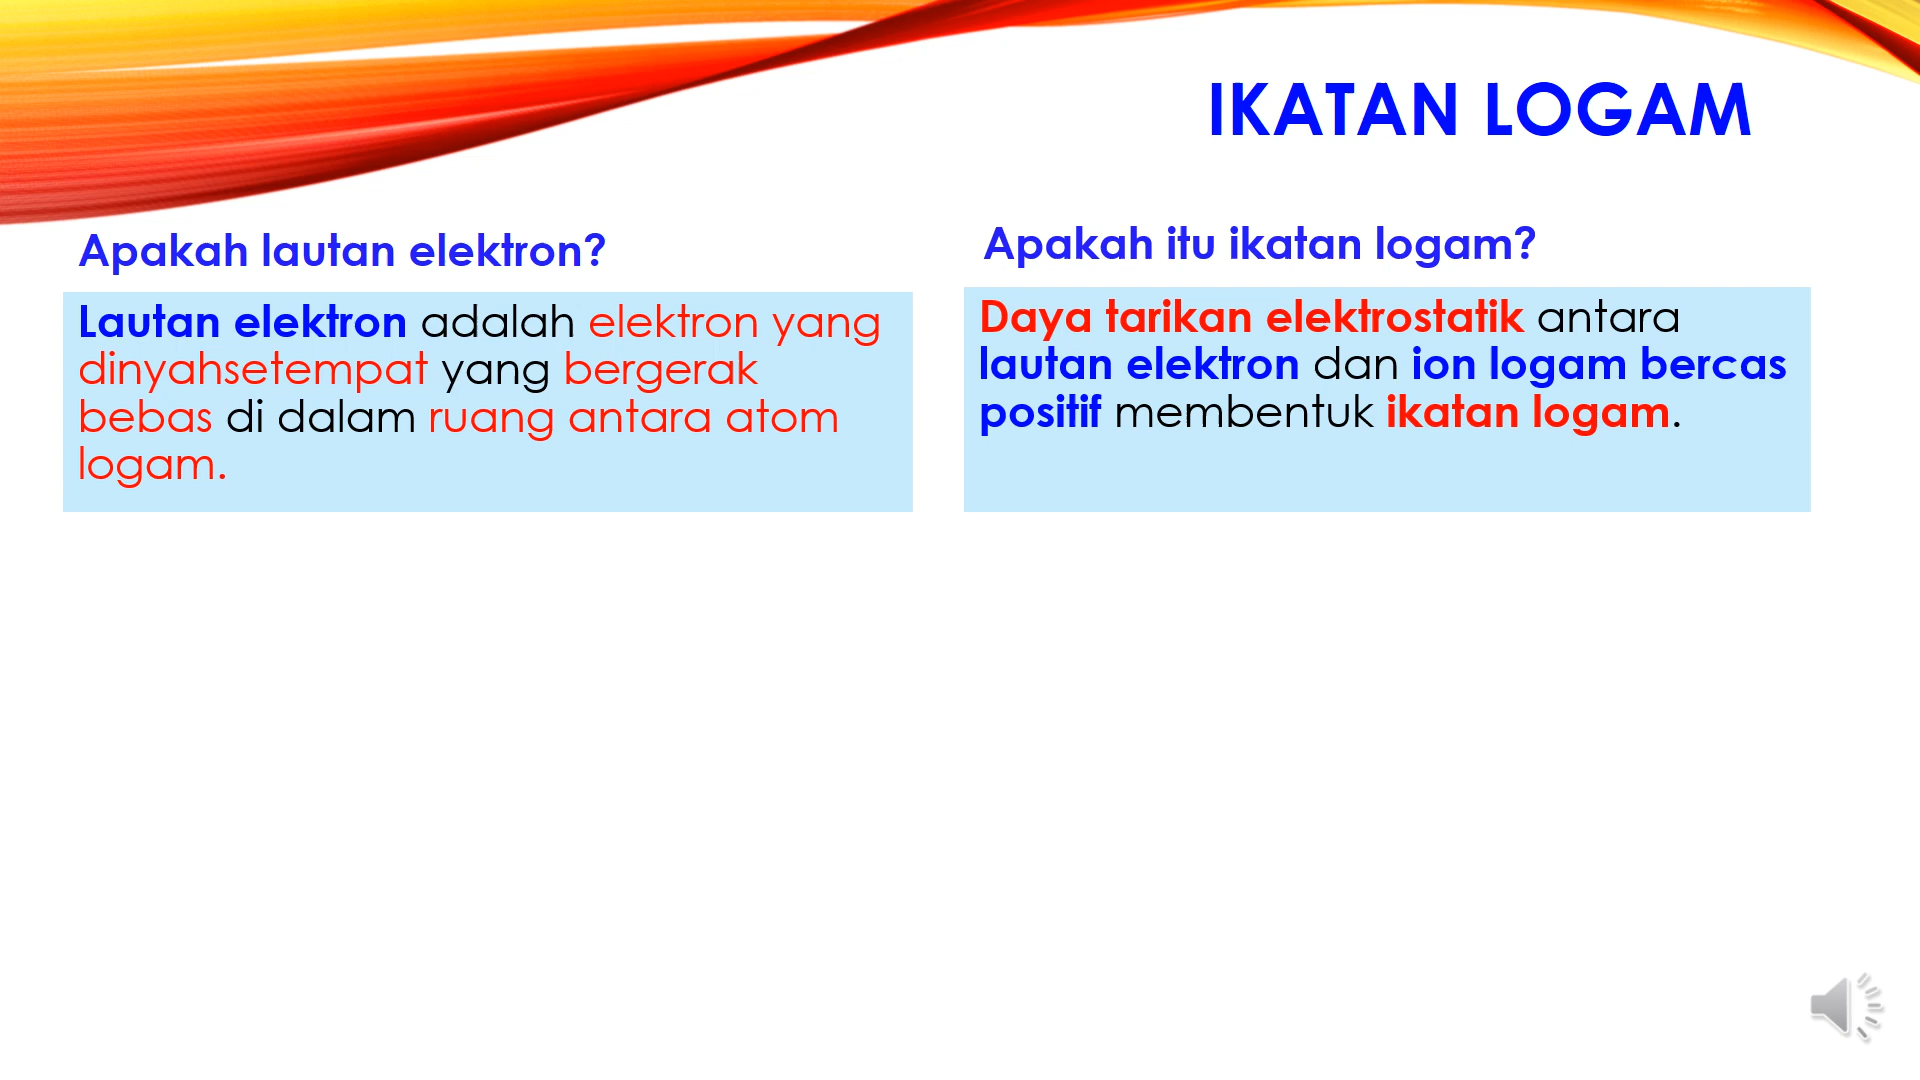 IKATAN LOGAM
Apakah lautan elektron?
Lautan elektron adalah elektron yang
dinyahsetempat yang bergerak
bebas di dalam ruang antara atom
logam.
Apakah itu ikatan logam?
Daya tarikan elektrostatik antara
lautan elektron dan ion logam bercas
positif membentuk ikatan logam.